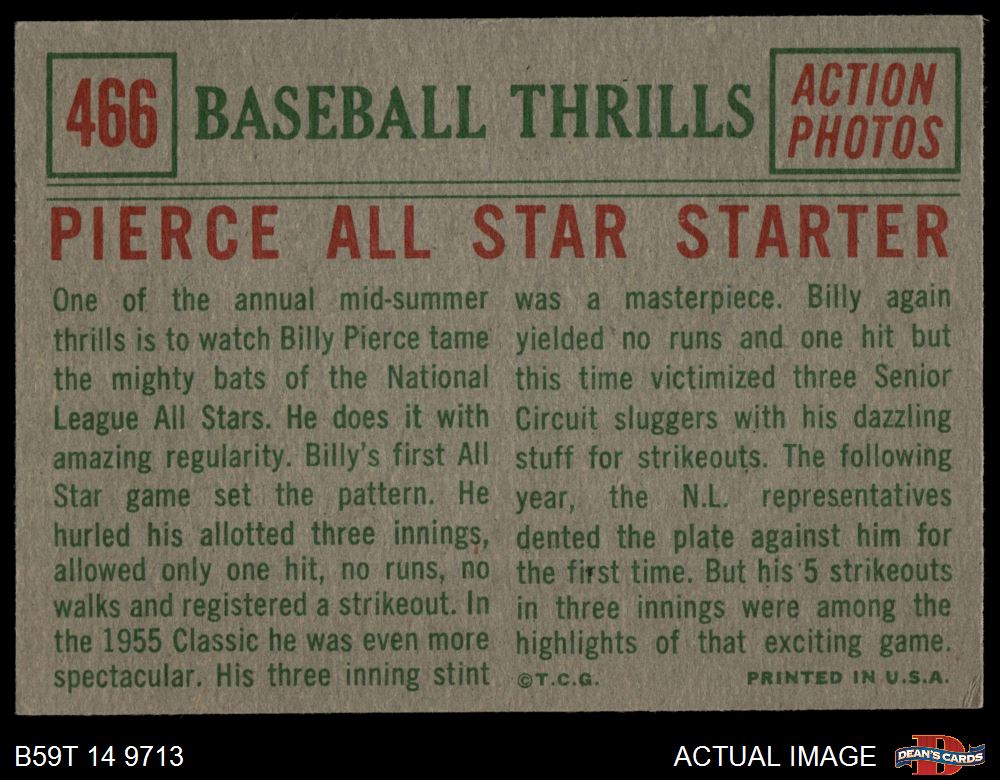 466
BASEBALL THRILLS
ACTION
PHOTOS
PIERCE ALL STAR STARTER
One of the annual mid-summer
thrills is to watch Billy Pierce tame
the mighty bats of the National
League All Stars. He does it with
amazing regularity. Billy's first All
Star game set the pattern. He
hurled his allotted three innings,
allowed only one hit, no runs, no
walks and registered a strikeout. In
the 1955 Classic he was even more
spectacular. His three inning stint
was a masterpiece. Billy again
yielded no runs and one hit but
this time victimized three Senior
Circuit sluggers with his dazzling
stuff for strikeouts. The following
year, the N.L. representatives
dented the plate against him for
the first time. But his 5 strikeouts
in three innings were among the
highlights of that exciting game.
©T.C.G. PRINTED IN U.S.A.
B59T 14 9713
ACTUAL IMAGE
D
DEAN'S CARDS